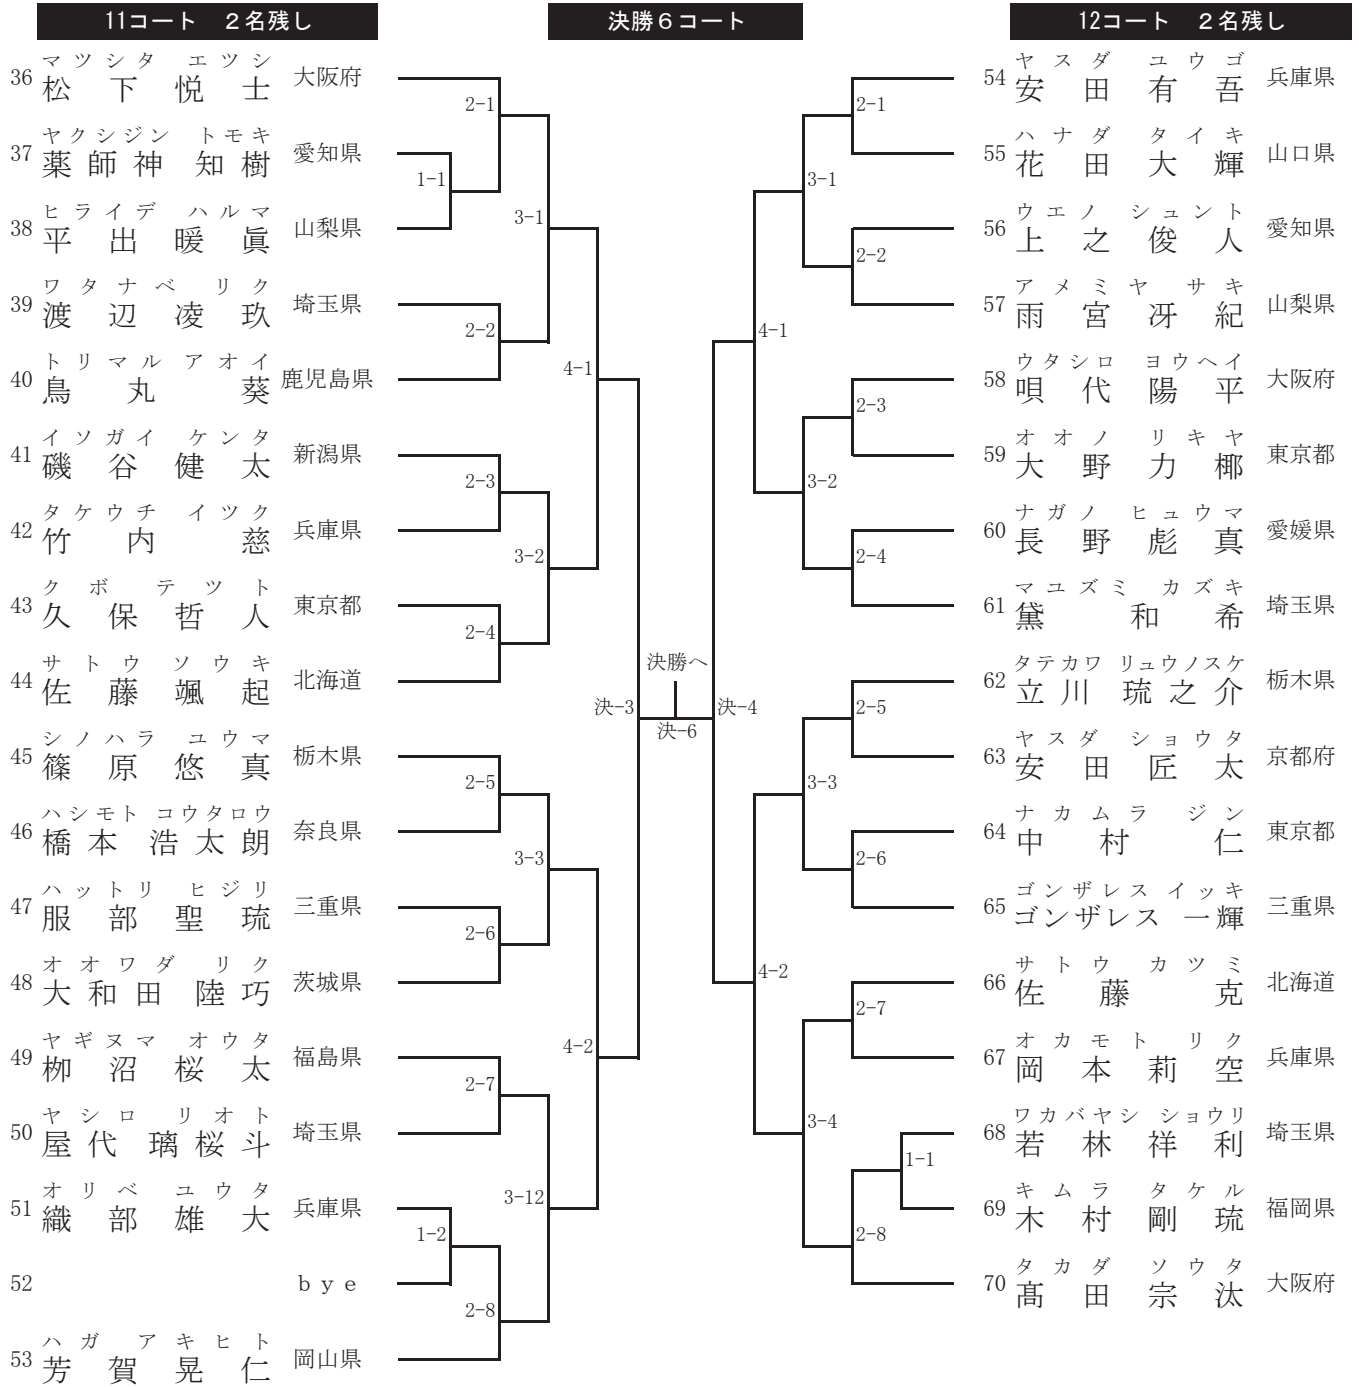 11コート　２名残し
決勝６コート
12コート　２名残し
マツシタ　エツシ
36 松下悦士 大阪府
ヤクシジン　トモキ
37 薬師神 知樹 愛知県
ヒライデ　ハルマ
38 平出暖眞 山梨県
ワタナベ　リク
39 渡辺凌玖 埼玉県
トリマル　アオイ
40 鳥丸葵 鹿児島県
イソガイ　ケンタ
41 磯谷健太 新潟県
タケウチ　イツク
42 竹内慈 兵庫県
クボ　テツト
43 久保哲人 東京都
サトウ　ソウキ
44 佐藤颯起 北海道
シノハラ　ユウマ
45 篠原悠真 栃木県
ハシモト　コウタロウ
46 橋本 浩太朗 奈良県
ハットリ　ヒジリ
47 服部聖琉 三重県
オオワダ　リク
48 大和田 陸巧 茨城県
ヤギヌマ　オウタ
49 栁沼桜太 福島県
ヤシロ　リオト
50 屋代 璃桜斗 埼玉県
オリベ　ユウタ
51 織部雄大 兵庫県
52 ｂｙｅ
ハガ　アキヒト
53 芳賀晃仁 岡山県
2-1
1-1
3-1
2-2
4-1
2-3
3-2
2-4
決-3
2-5
3-3
2-6
4-2
2-7
3-12
1-2
2-8
決勝へ
決-6
決-4
2-1
3-1
2-2
4-1
2-3
3-2
2-4
2-5
3-3
2-6
4-2
2-7
3-4
1-1
2-8
ヤスダ　ユウゴ
54 安田有吾 兵庫県
ハナダ　タイキ
55 花田大輝 山口県
ウエノ　シュント
56 上之俊人 愛知県
アメミヤ　サキ
57 雨宮冴紀 山梨県
ウタシロ　ヨウヘイ
58 唄代陽平 大阪府
オオノ　リキヤ
59 大野力椰 東京都
ナガノ　ヒュウマ
60 長野彪真 愛媛県
マユズミ　カズキ
61 黛和希 埼玉県
タテカワ　リュウノスケ
62 立川 琉之介 栃木県
ヤスダ　ショウタ
63 安田匠太 京都府
ナカムラ　ジン
64 中村仁 東京都
ゴンザレス　イッキ
65 ゴンザレス 一輝 三重県
サトウ　カツミ
66 佐藤克 北海道
オカモト　リク
67 岡本莉空 兵庫県
ワカバヤシ　ショウリ
68 若林祥利 埼玉県
キムラ　タケル
69 木村剛琉 福岡県
タカダ　ソウタ
70 髙田宗汰 大阪府